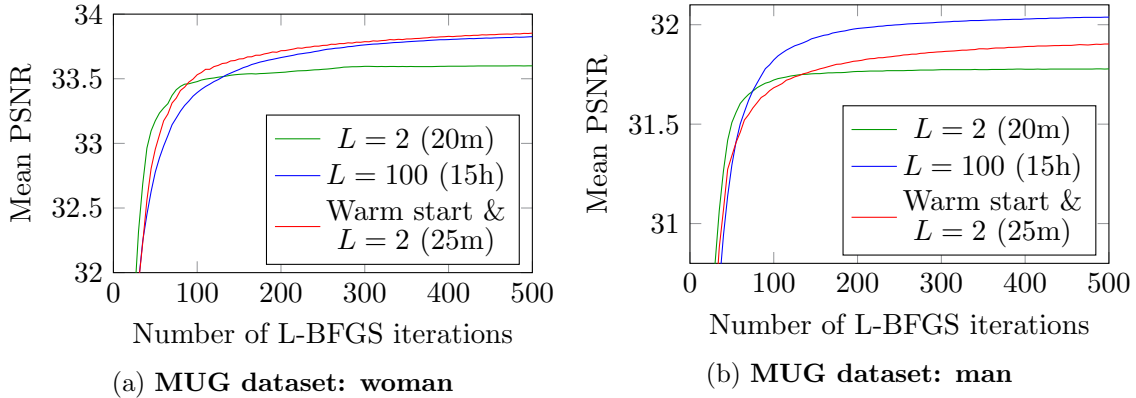 34
33.5
33
32.5
32
0 100 200 300 400 500
Mean PSNR
Number of L-BFGS iterations
L = 2 (20m)
L = 100 (15h)
Warm start &
L = 2 (25m)
(a) MUG dataset: woman
32
31.5
31
0 100 200 300 400 500
Mean PSNR
Number of L-BFGS iterations
L = 2 (20m)
L = 100 (15h)
Warm start &
L = 2 (25m)
(b) MUG dataset: man